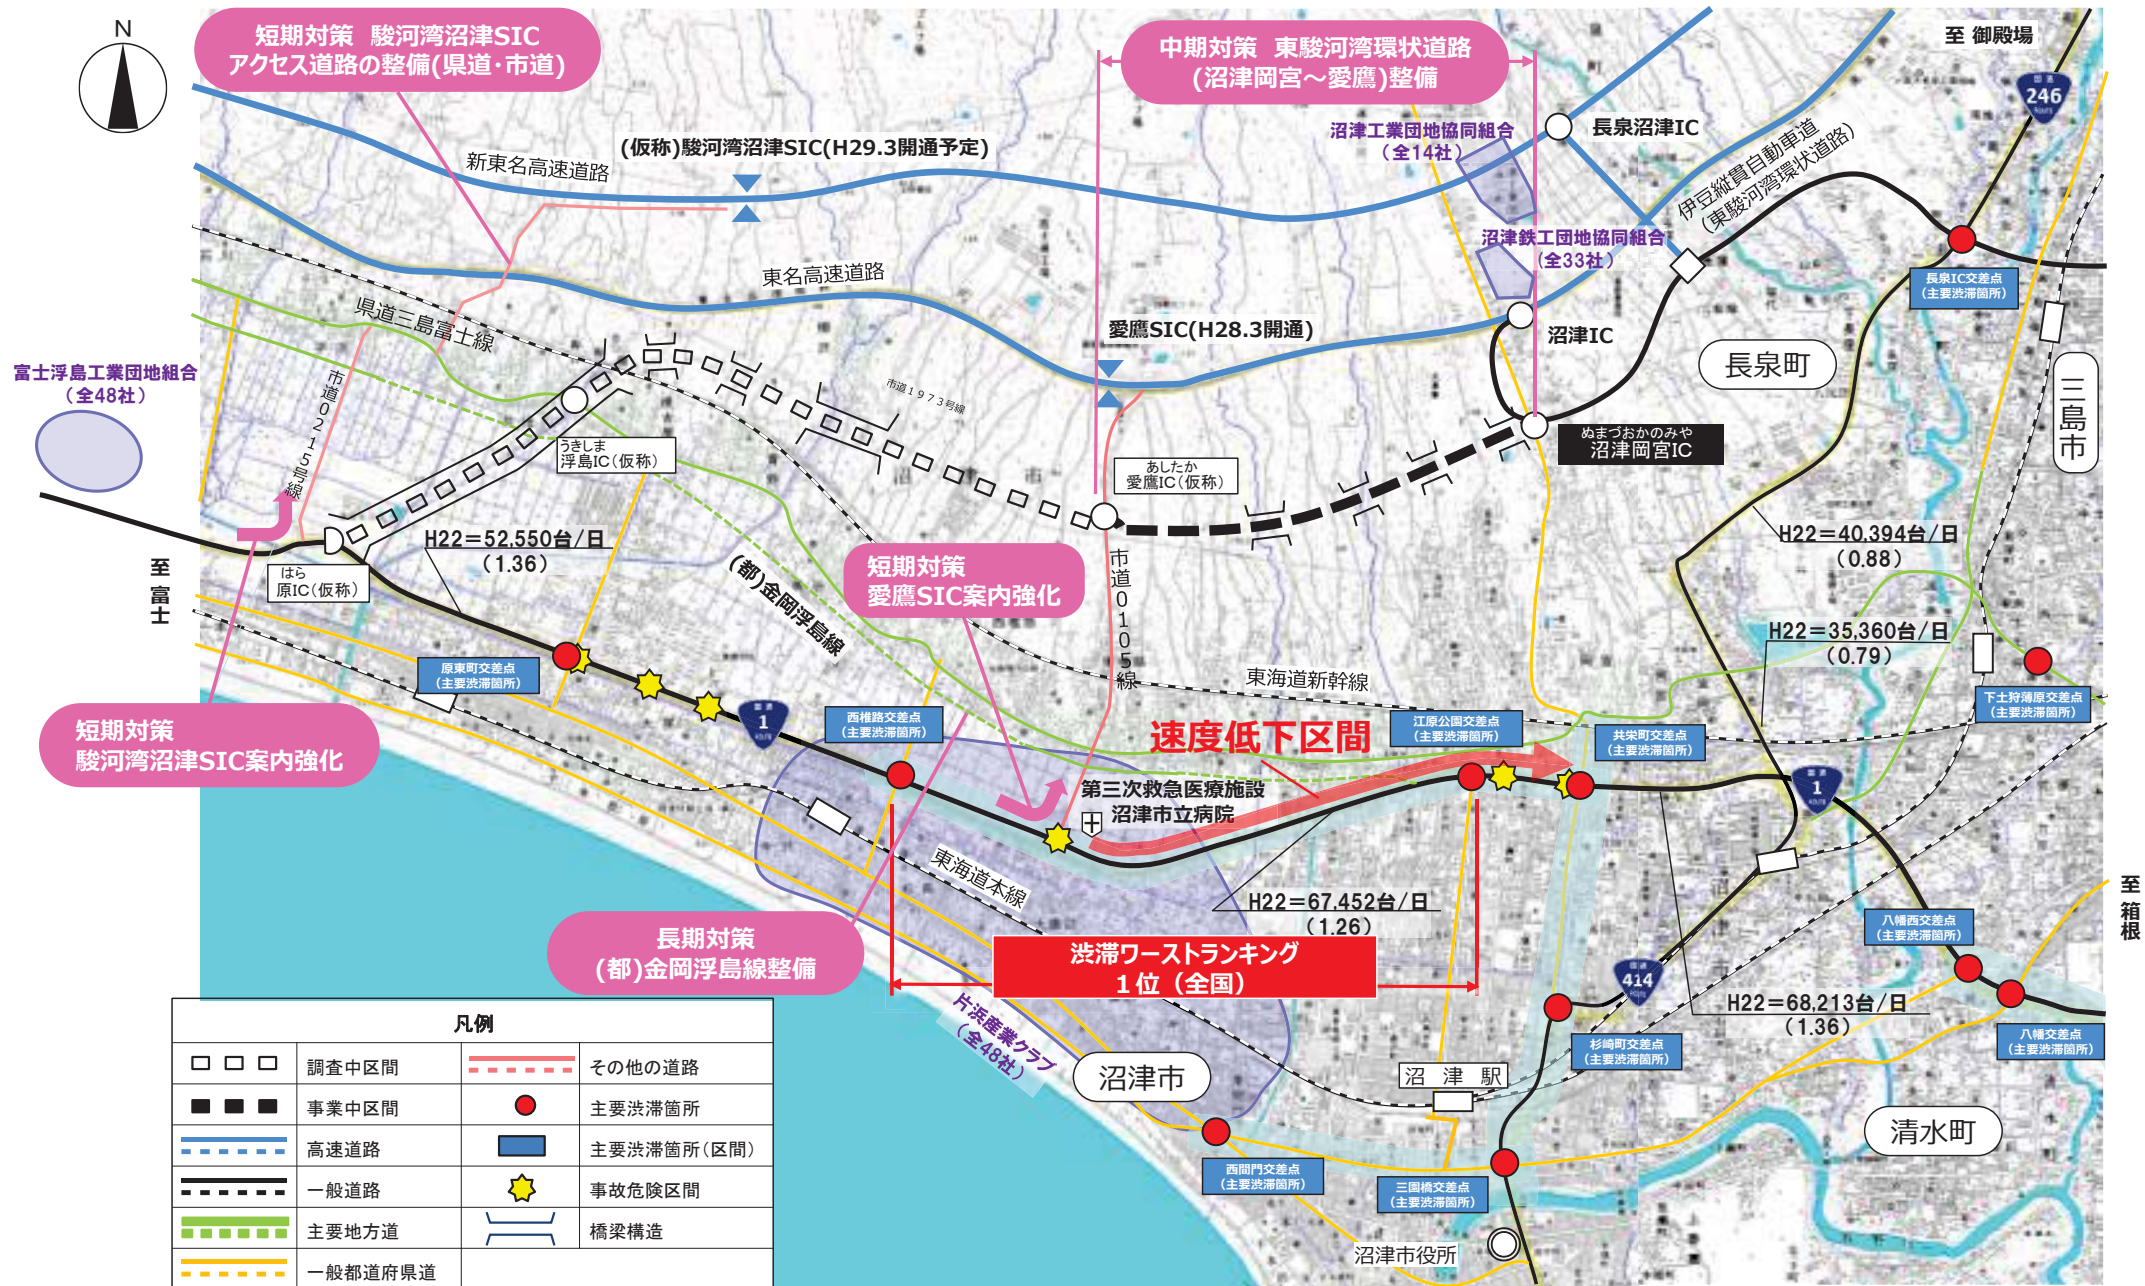 N
短期対策 駿河湾沼津SIC
アクセス道路の整備(県道・市道)
中期対策 東駿河湾環状道路
(沼津岡宮～愛鷹)整備
至 御殿場
国道
246
ROUTE
新東名高速道路
(仮称)駿河湾沼津SIC(H29.3開通予定)
沼津工業団地協同組合
(全14社)
長泉沼津IC
伊豆縦貫自動車道
(東駿河湾環状道路)
沼津鉄工団地協同組合
(全33社)
東名高速道路
長泉IC交差点
(主要渋滞箇所)
県道三島富士線
愛鷹SIC(H28.3開通)
沼津IC
長泉町
三島市
富士浮島工業団地組合
(全48社)
市道0215号線
市道1973号線
うきしま
浮島IC(仮称)
沼津市
あしたか
愛鷹IC(仮称)
ぬまづおかのみや
沼津岡宮IC
H22=52,550台/日
(1.36)
H22=40,394台/日
(0.88)
至 富士
はら
原IC(仮称)
(都)金岡浮島線
短期対策
愛鷹SIC案内強化
市道0105号線
H22=35,360台/日
(0.79)
原東町交差点
(主要渋滞箇所)
東海道新幹線
下土狩薄原交差点
(主要渋滞箇所)
短期対策
駿河湾沼津SIC案内強化
国道
1
ROUTE
西椎路交差点
(主要渋滞箇所)
速度低下区間
江原公園交差点
(主要渋滞箇所)
共栄町交差点
(主要渋滞箇所)
第三次救急医療施設
沼津市立病院
国道
1
ROUTE
東海道本線
H22=67,452台/日
(1.26)
至 箱根
長期対策
(都)金岡浮島線整備
渋滞ワーストランキング
1位(全国)
八幡西交差点
(主要渋滞箇所)
国道
414
ROUTE
H22=68,213台/日
(1.36)
片浜産業クラブ
(全48社)
杉崎町交差点
(主要渋滞箇所)
八幡交差点
(主要渋滞箇所)
沼津市
沼津駅
清水町
西間門交差点
(主要渋滞箇所)
三園橋交差点
(主要渋滞箇所)
沼津市役所
凡例
調査中区間
その他の道路
事業中区間
主要渋滞箇所
高速道路
主要渋滞箇所(区間)
一般道路
事故危険区間
主要地方道
橋梁構造
一般都道府県道